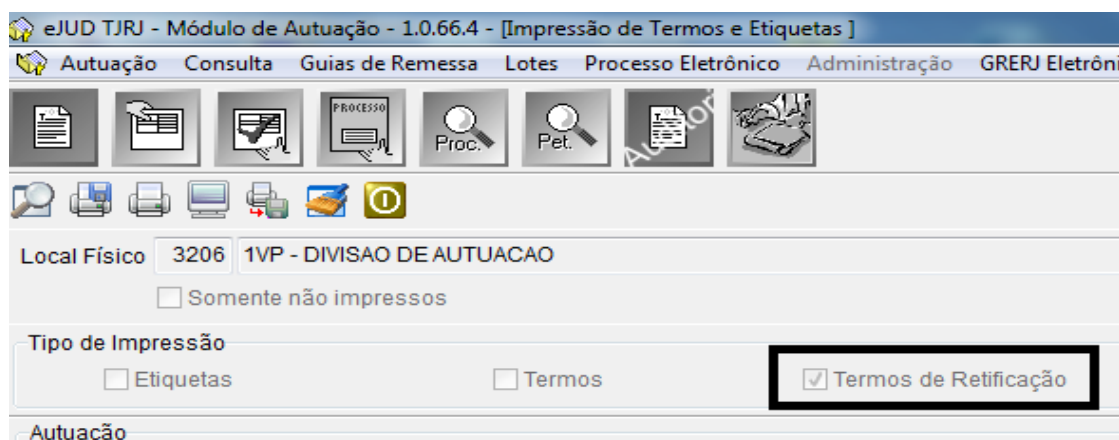 eJUD TJRJ - Módulo de Autuação - 1.0.66.4 - [Impressão de Termos e Etiquetas ]
Autuação Consulta Guias de Remessa Lotes Processo Eletrônico Administração GRERJ Eletrôni
PROCESSO
Proc. Pet. Autori
Local Físico 3206 1VP - DIVISAO DE AUTUACAO
Somente não impressos
Tipo de Impressão
Etiquetas Termos Termos de Retificação
Autuação